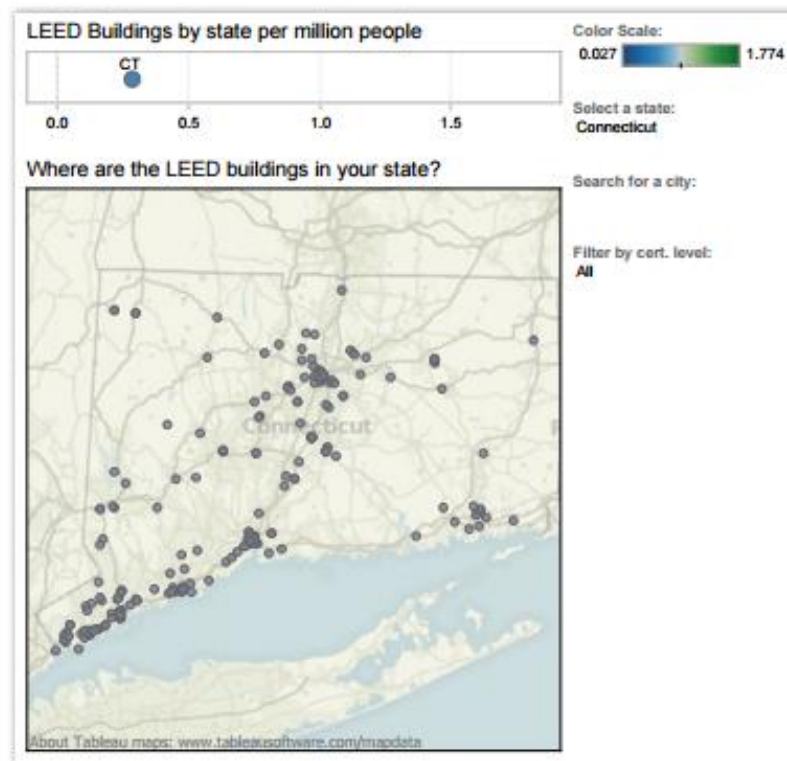 LEED Buildings by state per million people
CT
0.0 0.5 1.0 1.5
Color Scale:
0.027 1.774
Select a state:
Connecticut
Where are the LEED buildings in your state?
Search for a city:
Filter by cert. level:
All
Connecticut
About Tableau maps: www.tableausoftware.com/mapdata